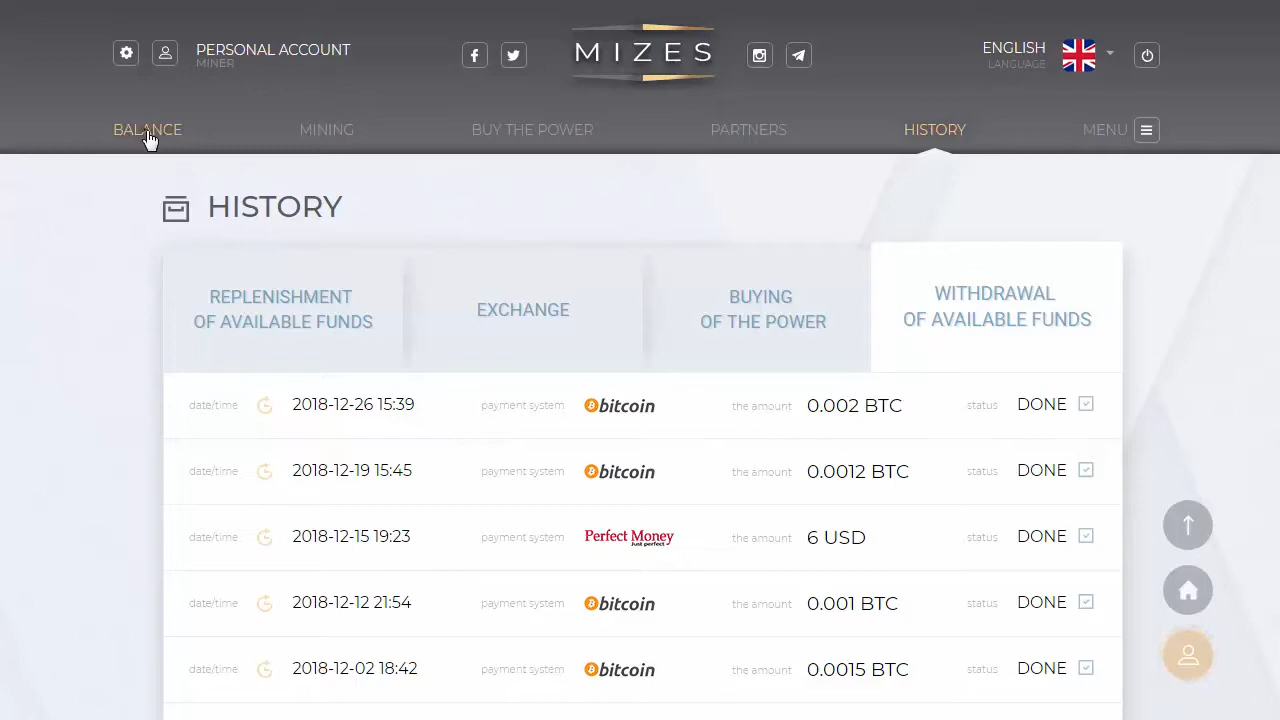 PERSONAL ACCOUNT
MINER
MIZES
ENGLISH
LANGUAGE
BALANCE MINING BUY THE POWER PARTNERS HISTORY MENU
HISTORY
REPLENISHMENT
OF AVAILABLE FUNDS
EXCHANGE
BUYING
OF THE POWER
WITHDRAWAL
OF AVAILABLE FUNDS
date/time 2018-12-26 15:39 payment system bitcoin the amount 0.002 BTC status DONE
date/time 2018-12-19 15:45 payment system bitcoin the amount 0.0012 BTC status DONE
date/time 2018-12-15 19:23 payment system Perfect Money Just perfect the amount 6 USD status DONE
date/time 2018-12-12 21:54 payment system bitcoin the amount 0.001 BTC status DONE
date/time 2018-12-02 18:42 payment system bitcoin the amount 0.0015 BTC status DONE